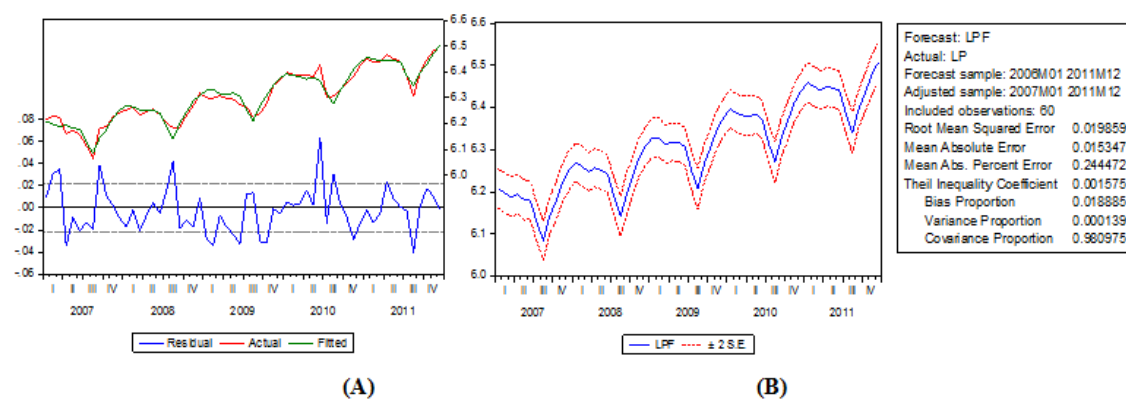 6.6
6.5
6.4
6.3
6.2
6.1
6.0
.08
.06
.04
.02
.00
-.02
-.04
-.06
I II III IV I II III IV I II III IV I II III IV I II III IV
2007 2008 2009 2010 2011
Residual Actual Fitted
(A)
6.6
6.5
6.4
6.3
6.2
6.1
6.0
I II III IV I II III IV I II III IV I II III IV I II III IV
2007 2008 2009 2010 2011
LPF ± 2 S.E.
(B)
Forecast: LPF
Actual: LP
Forecast sample: 2006M01 2011M12
Adjusted sample: 2007M01 2011M12
Included observations: 60
Root Mean Squared Error 0.019859
Mean Absolute Error 0.015347
Mean Abs. Percent Error 0.244472
Theil Inequality Coefficient 0.001575
Bias Proportion 0.018885
Variance Proportion 0.000139
Covariance Proportion 0.980975